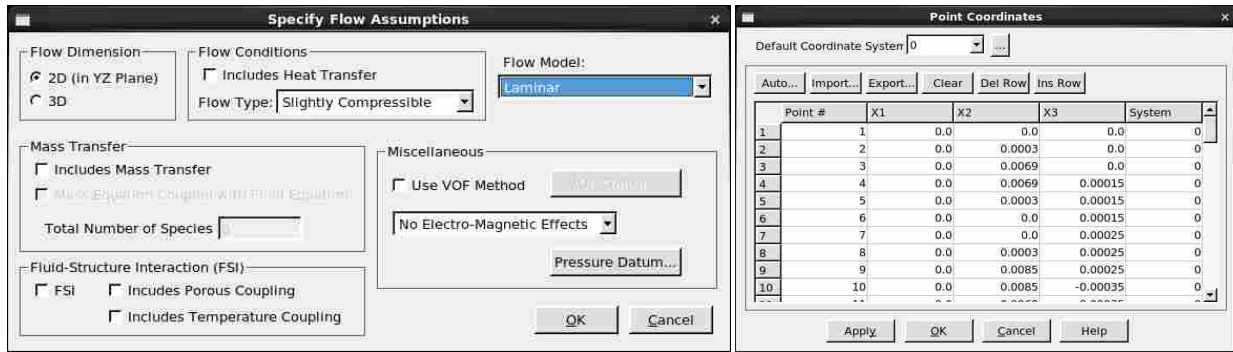 Specify Flow Assumptions
Flow Dimension
2D (in YZ Plane)
3D
Flow Conditions
Includes Heat Transfer
Flow Type: Slightly Compressible
Flow Model:
Laminar
Mass Transfer
Includes Mass Transfer
Mass Equation Coupled with Fluid Equation
Total Number of Species
Miscellaneous
Use VOF Method
No Electro-Magnetic Effects
Pressure Datum...
Fluid-Structure Interaction (FSI)
FSI Incudes Porous Coupling
Includes Temperature Coupling
OK Cancel
Point Coordinates
Default Coordinate System 0 ...
Auto... Import... Export... Clear Del Row Ins Row
Point # X1 X2 X3 System
1 1 0.0 0.0 0.0 0
2 2 0.0 0.0003 0.0 0
3 3 0.0 0.0069 0.0 0
4 4 0.0 0.0069 0.00015 0
5 5 0.0 0.0003 0.00015 0
6 6 0.0 0.0 0.00015 0
7 7 0.0 0.0 0.00025 0
8 8 0.0 0.0003 0.00025 0
9 9 0.0 0.0085 0.00025 0
10 10 0.0 0.0085 -0.00035 0
Apply OK Cancel Help